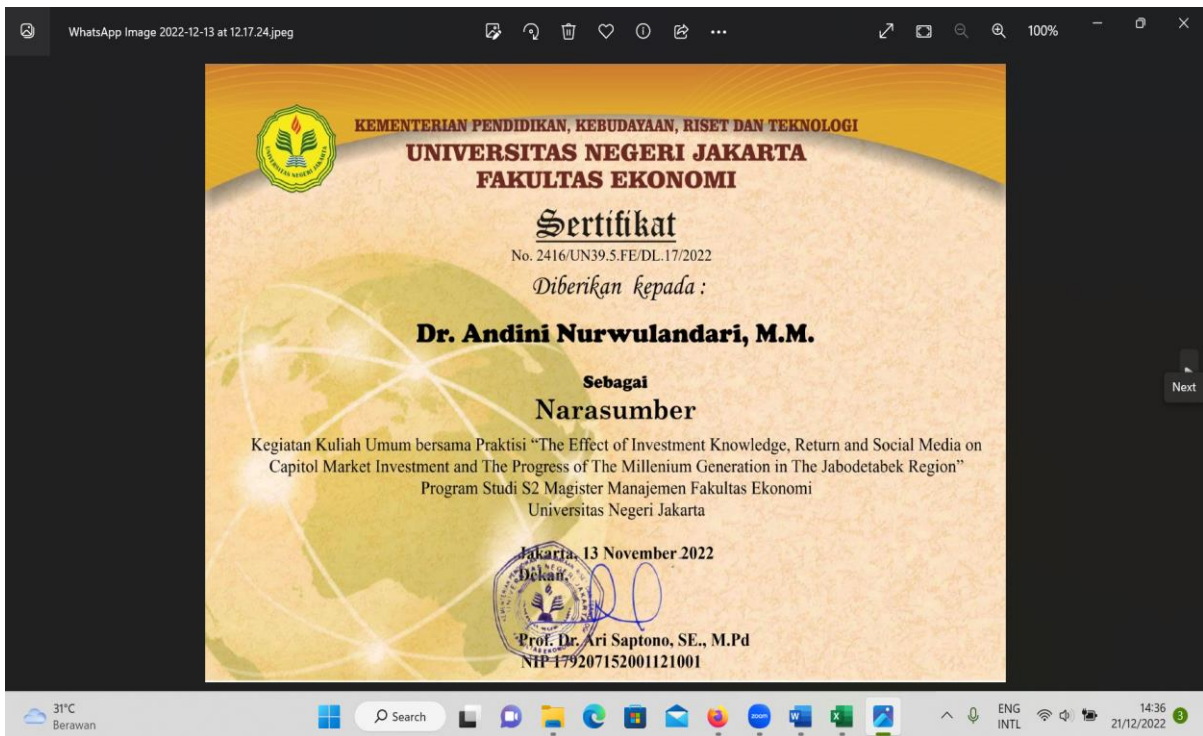 WhatsApp Image 2022-12-13 at 12.17.24.jpeg
100%
KEMENTERIAN PENDIDIKAN, KEBUDAYAAN, RISET DAN TEKNOLOGI
UNIVERSITAS NEGERI JAKARTA
FAKULTAS EKONOMI
Sertifikat
No. 2416/UN39.5.FE/DL.17/2022
Diberikan kepada :
Dr. Andini Nurwulandari, M.M.
Sebagai
Narasumber
Kegiatan Kuliah Umum bersama Praktisi “The Effect of Investment Knowledge, Return and Social Media on
Capitol Market Investment and The Progress of The Millenium Generation in The Jabodetabek Region”
Program Studi S2 Magister Manajemen Fakultas Ekonomi
Universitas Negeri Jakarta
Jakarta, 13 November 2022
Dekan,
Prof. Dr. Ari Saptono, SE., M.Pd
NIP 179207152001121001
Next
31°C
Berawan
Search
zoom
ENG
INTL
14:36
21/12/2022
3